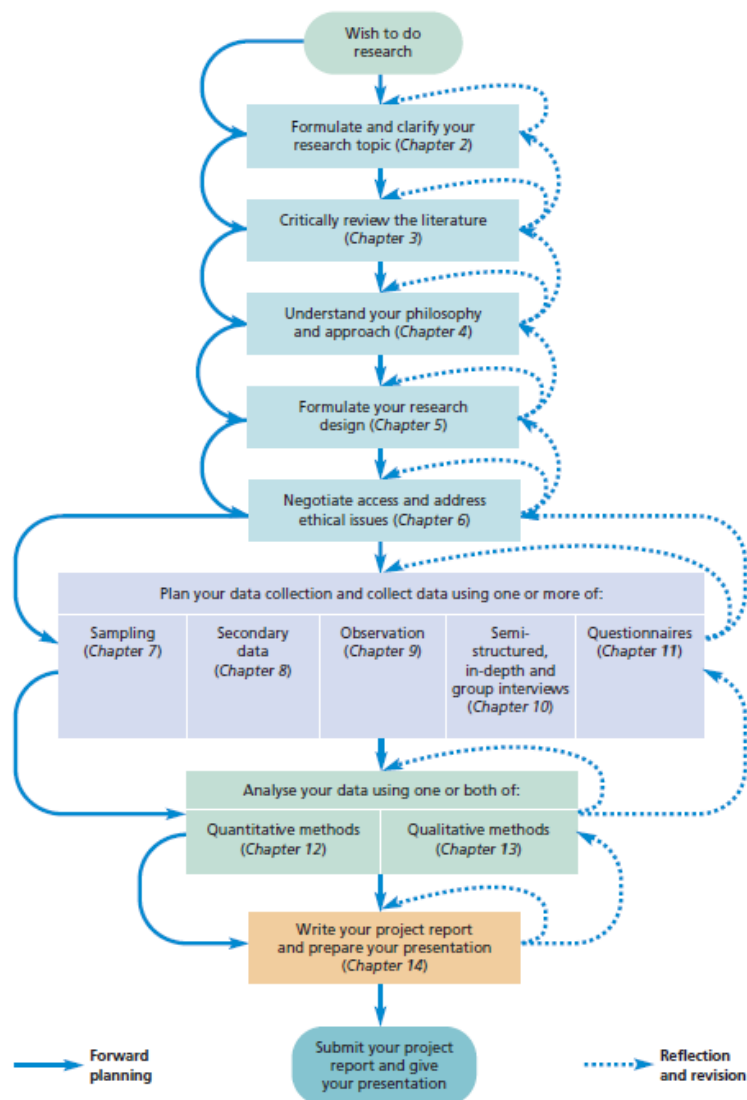 Wish to do
research
Formulate and clarify your
research topic (Chapter 2)
Critically review the literature
(Chapter 3)
Understand your philosophy
and approach (Chapter 4)
Formulate your research
design (Chapter 5)
Negotiate access and address
ethical issues (Chapter 6)
Plan your data collection and collect data using one or more of:
Sampling
(Chapter 7)
Secondary
data
(Chapter 8)
Observation
(Chapter 9)
Semi-
structured,
in-depth and
group interviews
(Chapter 10)
Questionnaires
(Chapter 11)
Analyse your data using one or both of:
Quantitative methods
(Chapter 12)
Qualitative methods
(Chapter 13)
Write your project report
and prepare your presentation
(Chapter 14)
Submit your project
report and give
your presentation
Forward
planning
Reflection
and revision